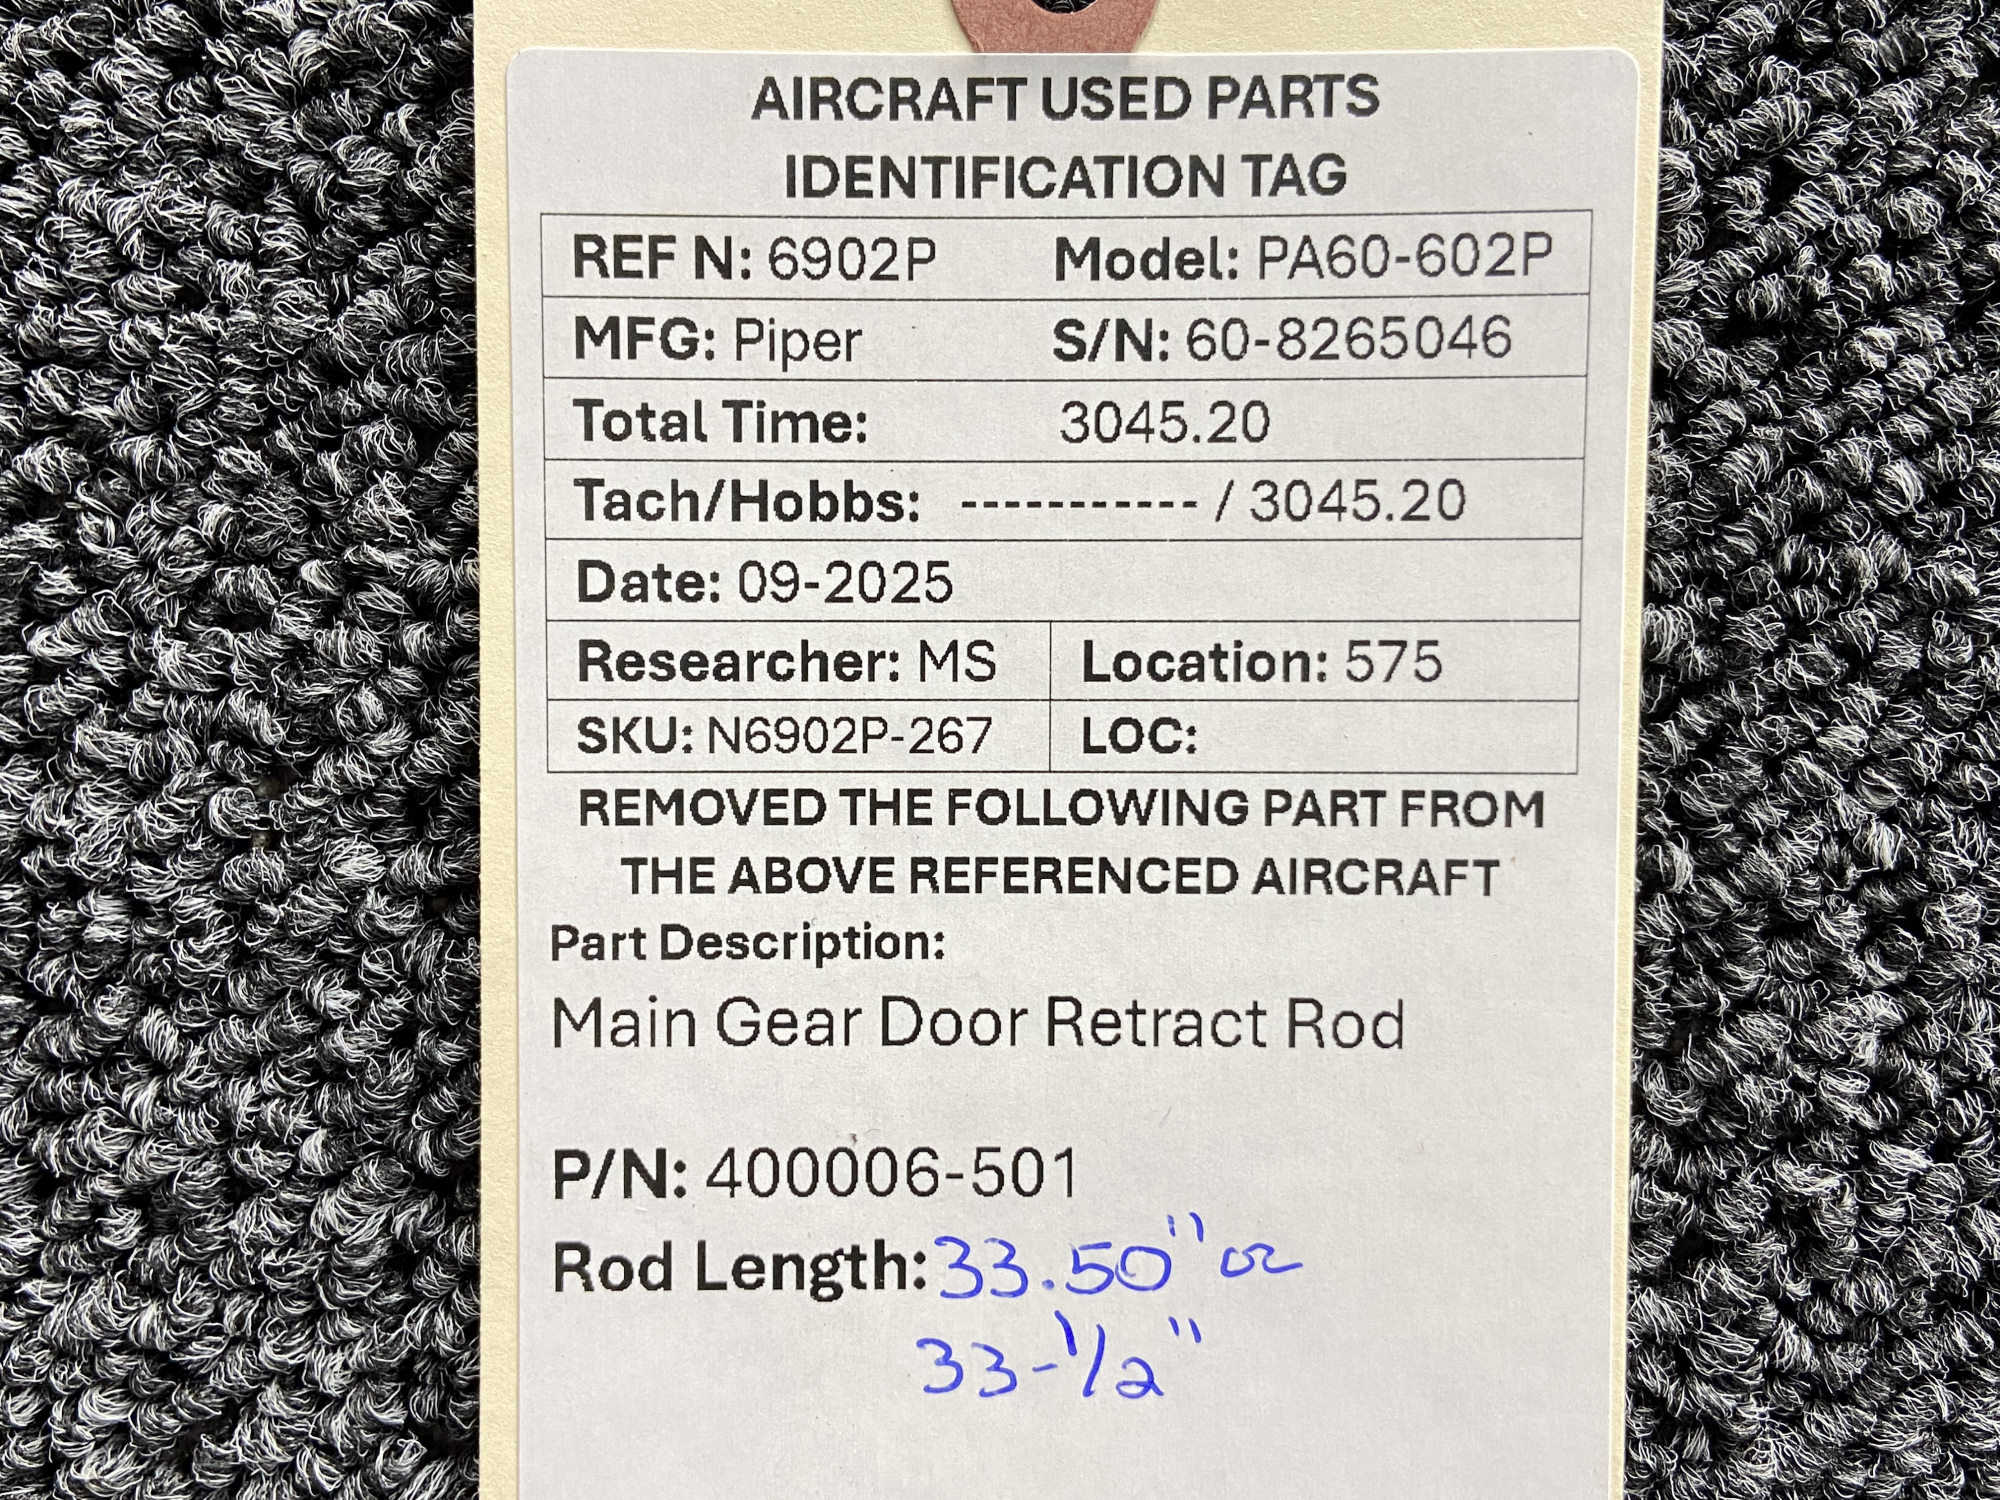 AIRCRAFT USED PARTS
IDENTIFICATION TAG
REF N: 6902P Model: PA60-602P
MFG: Piper S/N: 60-8265046
Total Time: 3045.20
Tach/Hobbs: ----------- / 3045.20
Date: 09-2025
Researcher: MS Location: 575
SKU: N6902P-267 LOC:
REMOVED THE FOLLOWING PART FROM
THE ABOVE REFERENCED AIRCRAFT
Part Description:
Main Gear Door Retract Rod
P/N: 400006-501
Rod Length: 33.50" or
33-1/2"